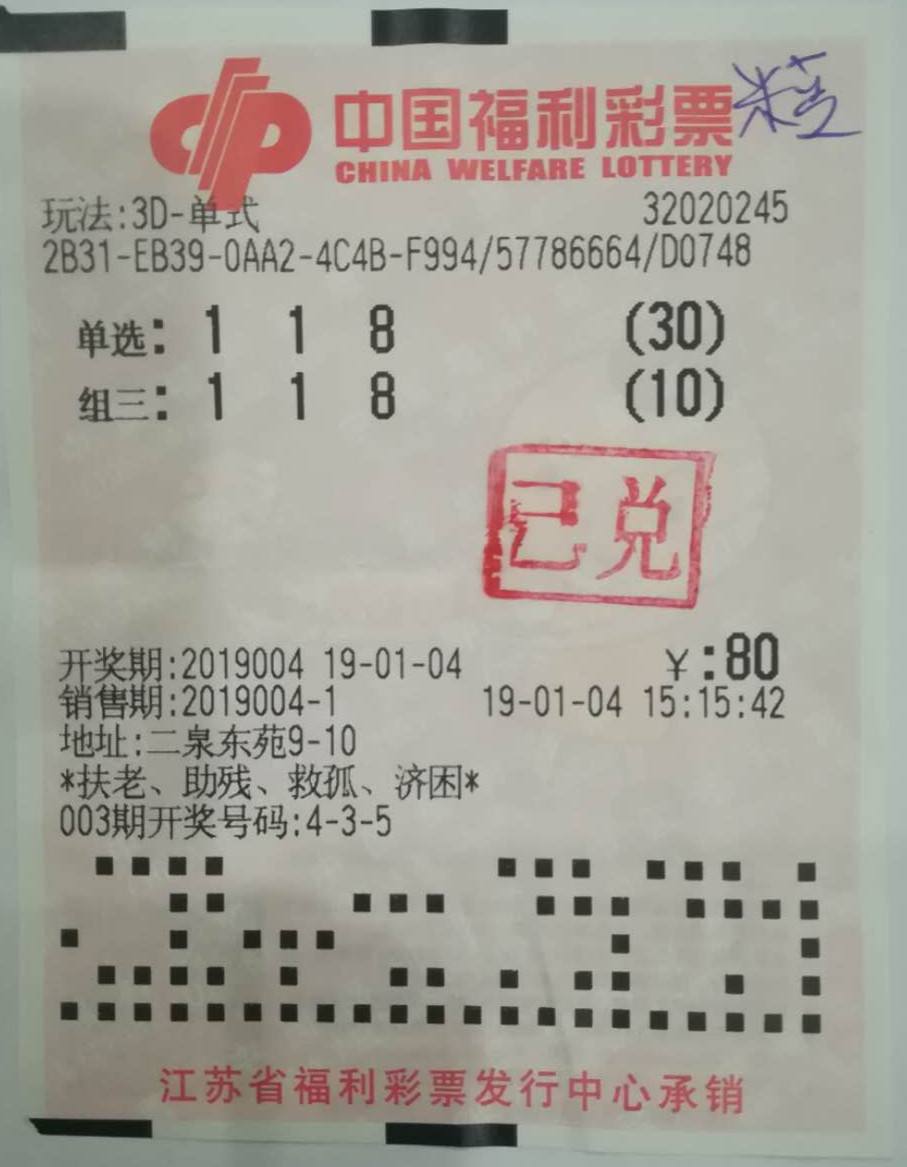 中国福利彩票
CHINA WELFARE LOTTERY
玩法:3D-单式 32020245
2B31-EB39-0AA2-4C4B-F994/57786664/D0748
单选: 1 1 8 (30)
组三: 1 1 8 (10)
已兑
开奖期:2019004 19-01-04 ¥:80
销售期:2019004-1 19-01-04 15:15:42
地址:二泉东苑9-10
*扶老、助残、救孤、济困*
003期开奖号码:4-3-5
江苏省福利彩票发行中心承销